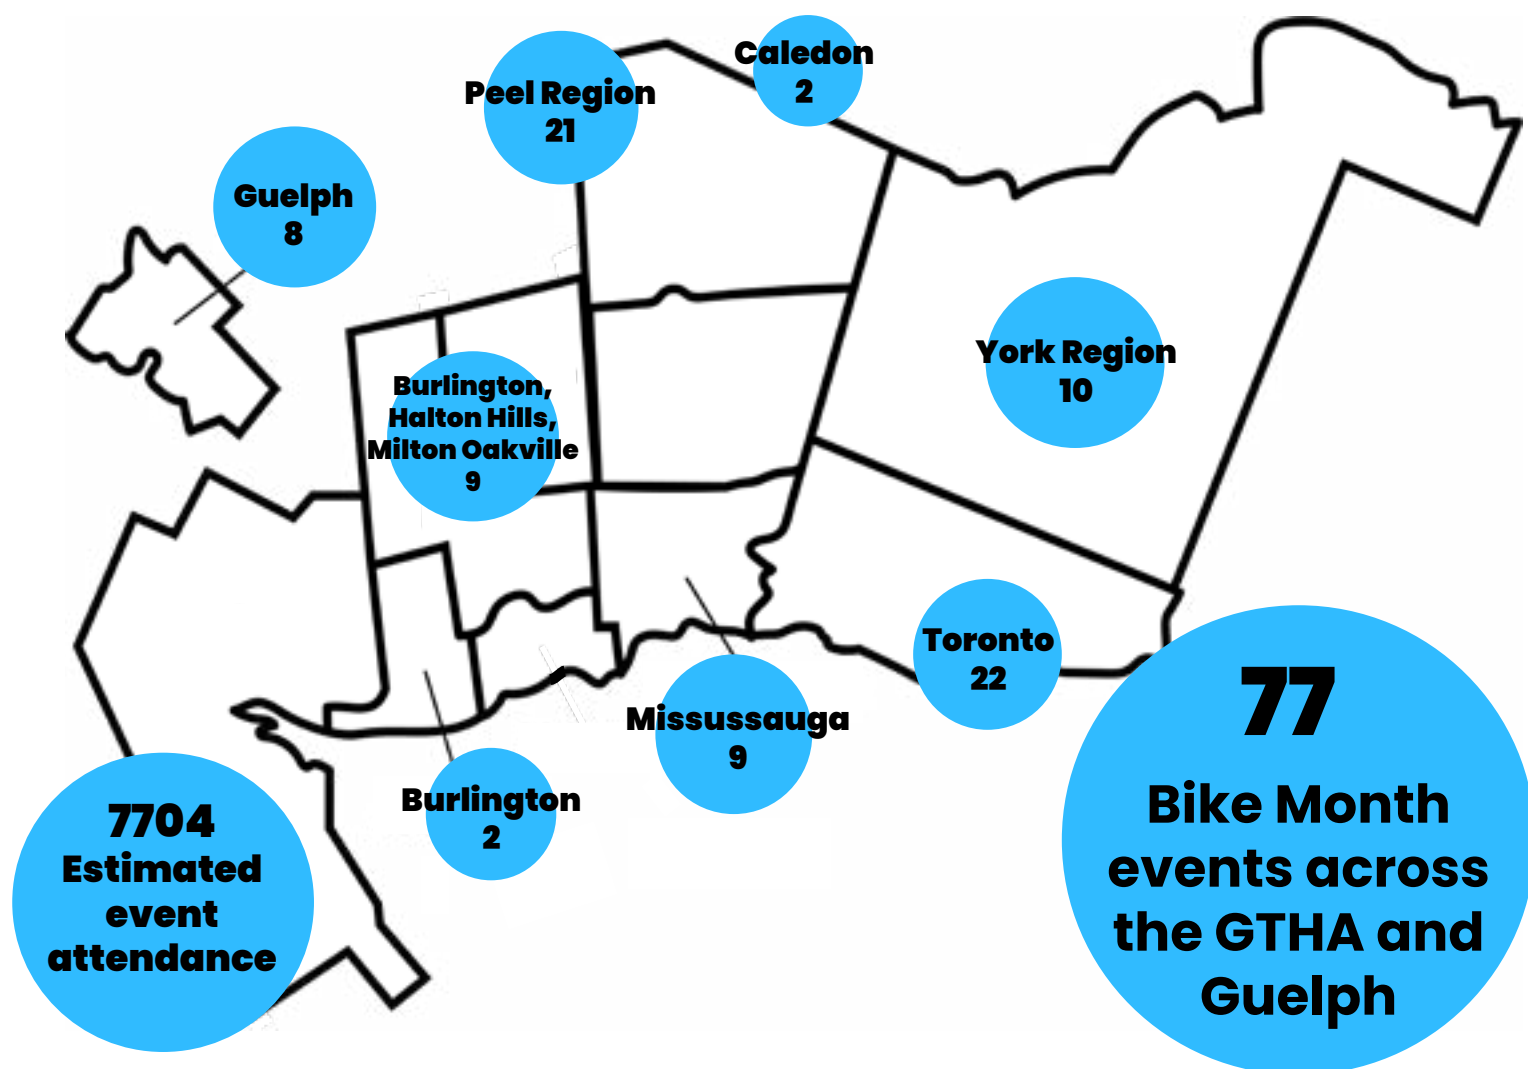 Caledon
2
Peel Region
21
Guelph
8
York Region
10
Burlington,
Halton Hills,
Milton Oakville
9
Toronto
22
Missussauga
9
Burlington
2
7704
Estimated
event
attendance
77
Bike Month
events across
the GTHA and
Guelph